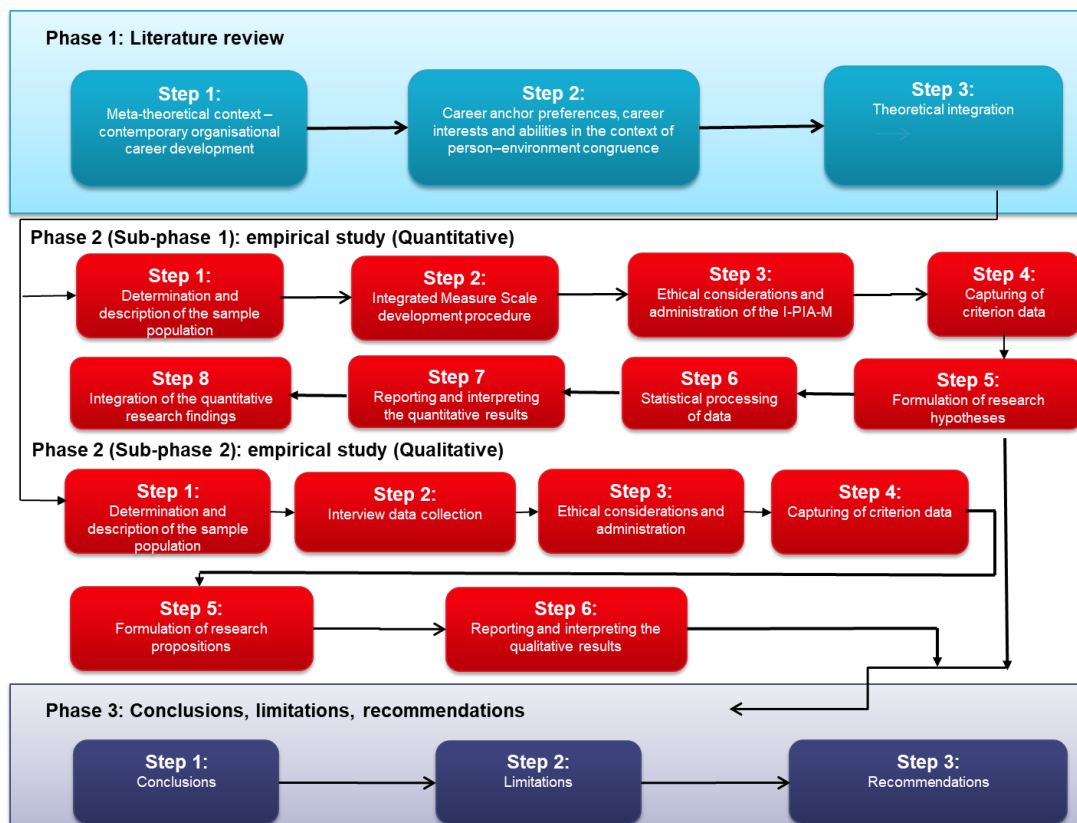 Phase 1: Literature review
Step 1:
Meta-theoretical context –
contemporary organisational
career development
Step 2:
Career anchor preferences, career
interests and abilities in the context of
person–environment congruence
Step 3:
Theoretical integration
Phase 2 (Sub-phase 1): empirical study (Quantitative)
Step 1:
Determination and
description of the sample
population
Step 2:
Integrated Measure Scale
development procedure
Step 3:
Ethical considerations and
administration of the I-PIA-M
Step 4:
Capturing of
criterion data
Step 8
Integration of the quantitative
research findings
Step 7
Reporting and interpreting
the quantitative results
Step 6
Statistical processing
of data
Step 5:
Formulation of research
hypotheses
Phase 2 (Sub-phase 2): empirical study (Qualitative)
Step 1:
Determination and
description of the sample
population
Step 2:
Interview data collection
Step 3:
Ethical considerations and
administration
Step 4:
Capturing of criterion data
Step 5:
Formulation of research
propositions
Step 6:
Reporting and interpreting the
qualitative results
Phase 3: Conclusions, limitations, recommendations
Step 1:
Conclusions
Step 2:
Limitations
Step 3:
Recommendations